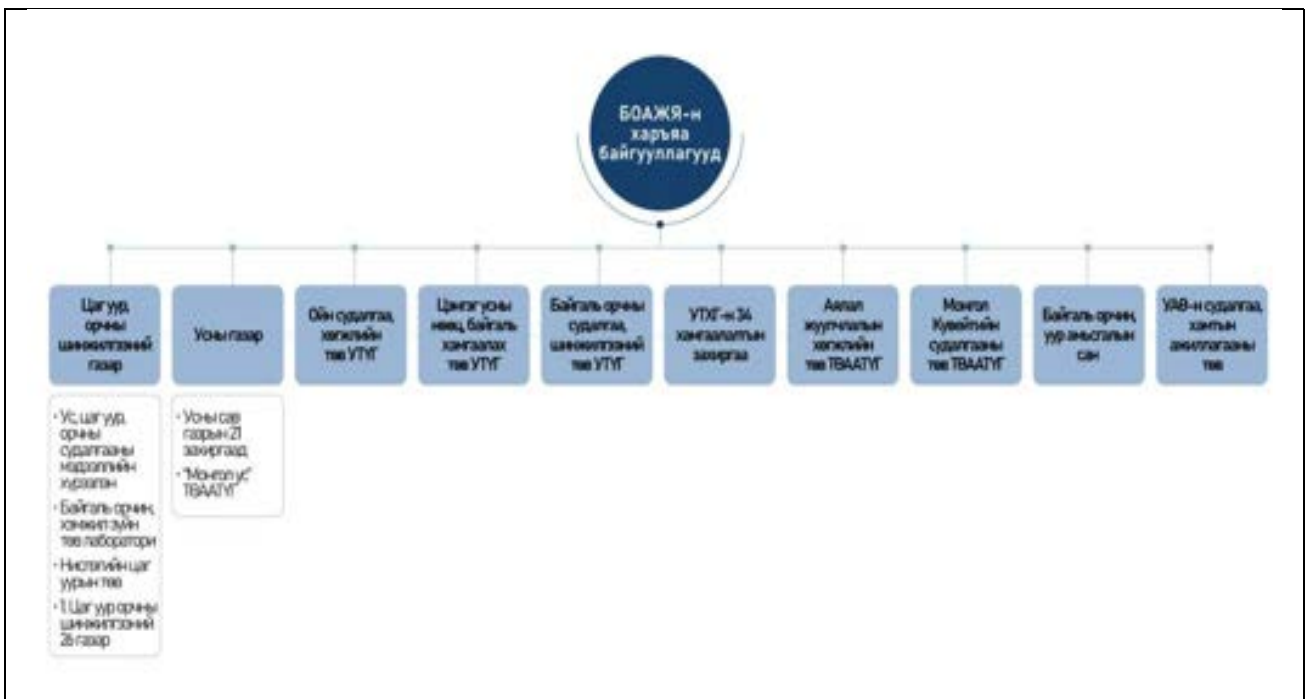 БОАЖЯ-н
харъяа
байгууллагууд
Цаг уур,
орчны
шинжилгээний
газар
Усны газар
Ойн судалгаа,
хөгжлийн
төв УТҮГ
Цэнгэг усны
нөөц, байгаль
хамгаалах
төв УТҮГ
Байгаль орчны
судалгаа,
шинжилгээний
төв УТҮГ
УТХГ-н 34
хамгаалалтын
захиргаа
Аялал
жуулчлалын
хөгжлийн
төв ТӨААТҮГ
Монгол
Кувейтийн
судалгааны
төв ТӨААТҮГ
Байгаль орчин,
уур амьсгалын
сан
судалгаа,
хамтын
ажиллагааны
төв
· Ус, цаг уур,
орчны
судалгааны
мэдээллийн
хүрээлэн
· Байгаль орчин,
хэмжил зүйн
төв лаборатори
· Нислэгийн цаг
уурын төв
· 1. Цаг уур орчны
шинжилгээний
26 газар
· Усны сав
газрын 21
захиргаад
· "Монгол ус"
ТӨААТҮГ